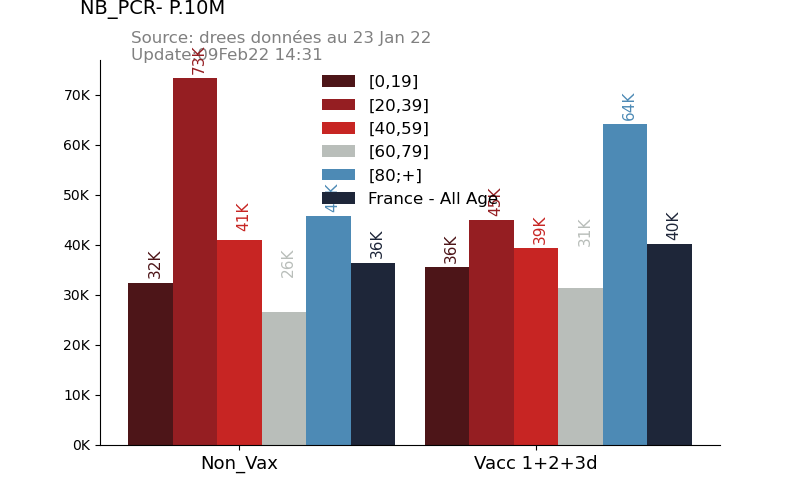 NB_PCR- P.10M
Source: drees données au 23 Jan 22
Update 09Feb22 14:31
[0,19]
[20,39]
[40,59]
[60,79]
[80;+]
France - All Age
70K
60K
50K
40K
30K
20K
10K
0K
32K
73K
41K
26K
36K
36K
45K
39K
31K
64K
40K
Non_Vax
Vacc 1+2+3d